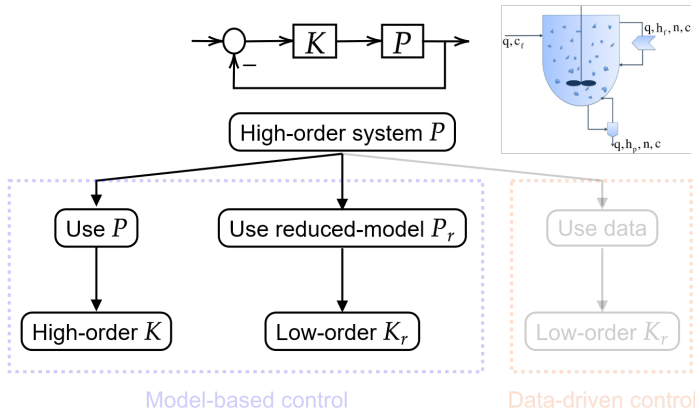 K
P
−
q, c_f
q, h_f, n, c
q, h_p, n, c
High-order system P
Use P
Use reduced-model P_r
Use data
High-order K
Low-order K_r
Low-order K_r
Model-based control
Data-driven control